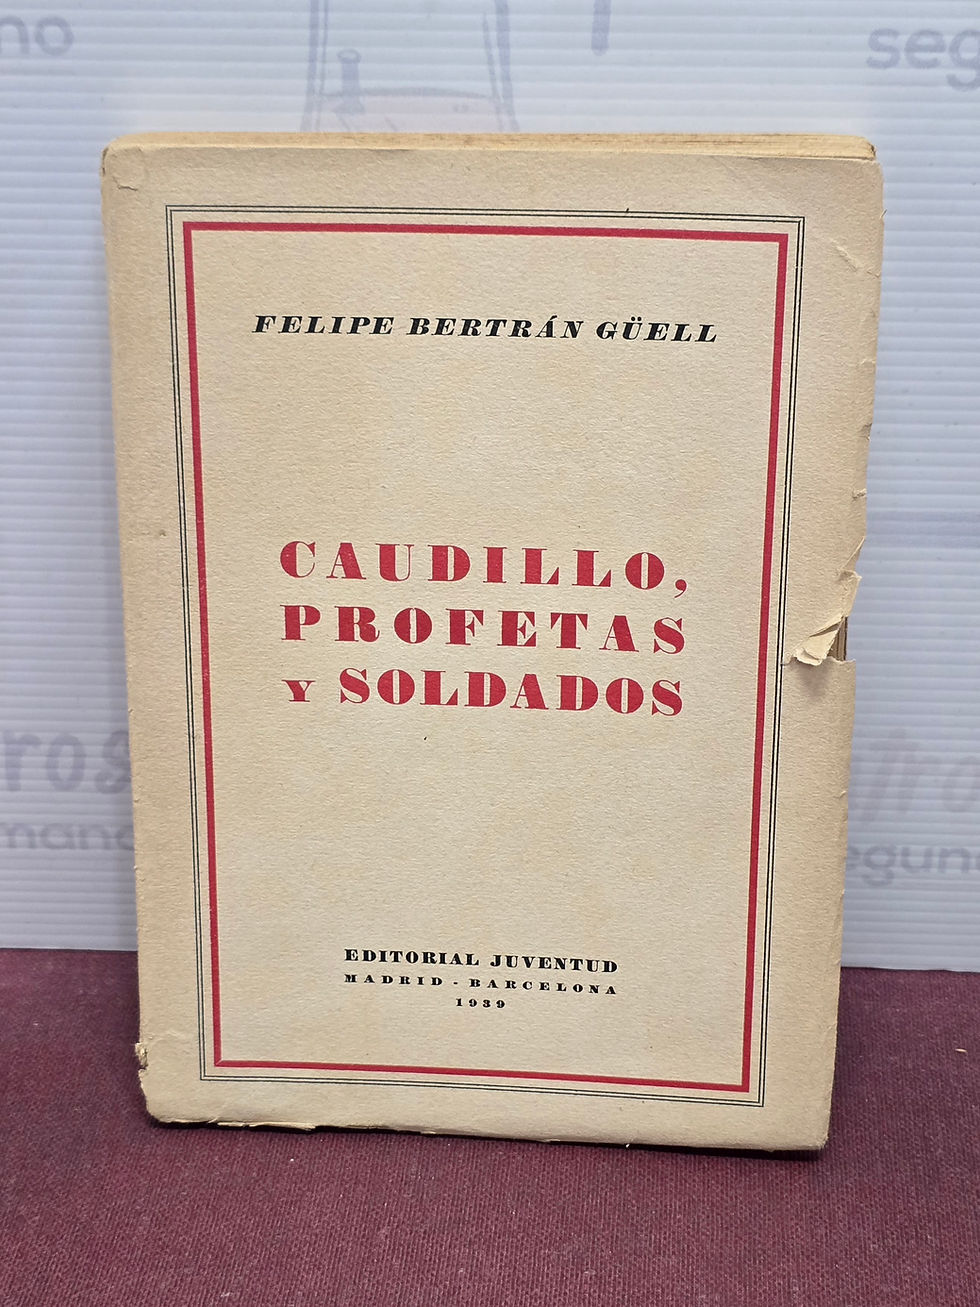 FELIPE BERTRÁN GÜELL
CAUDILLO,
PROFETAS
Y SOLDADOS
EDITORIAL JUVENTUD
MADRID - BARCELONA
1939